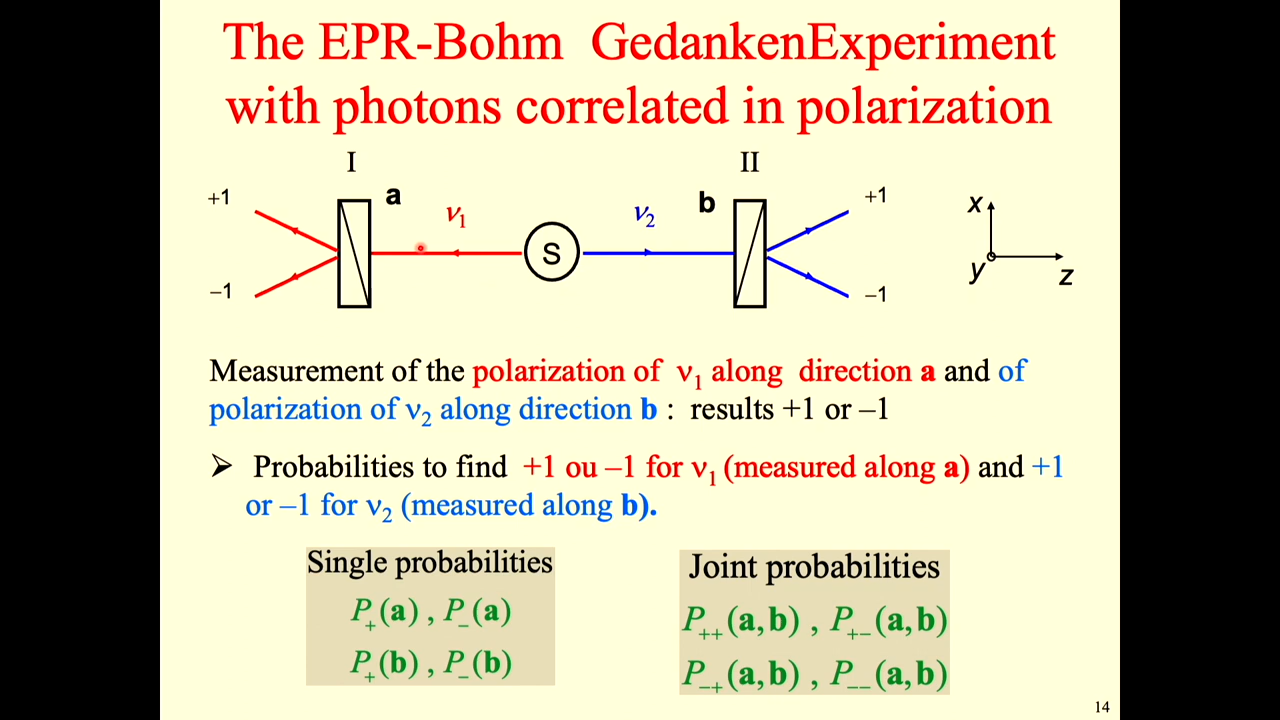 The EPR-Bohm GedankenExperiment
with photons correlated in polarization
I
II
+1
a
ν1
S
ν2
b
+1
–1
–1
x
y
z
Measurement of the polarization of ν1 along direction a and of
polarization of ν2 along direction b : results +1 or –1
➢ Probabilities to find +1 ou –1 for ν1 (measured along a) and +1
or –1 for ν2 (measured along b).
Single probabilities
P+(a) , P–(a)
P+(b) , P–(b)
Joint probabilities
P++(a,b) , P+–(a,b)
P–+(a,b) , P––(a,b)
14